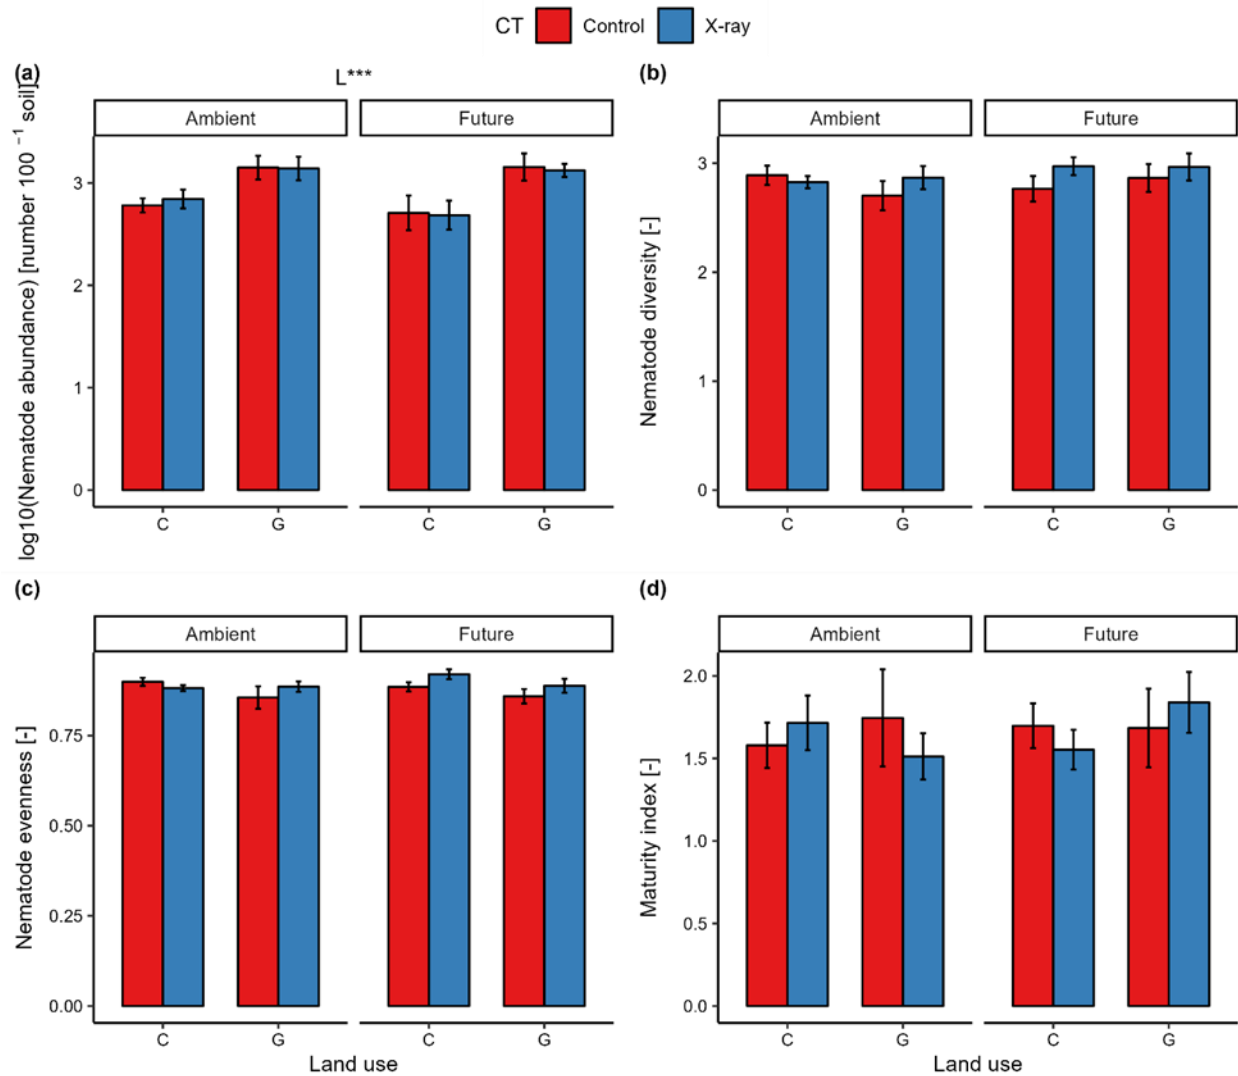 CT Control X-ray
(a)
L***
Ambient Future
log10(Nematode abundance) [number 100⁻¹ soil]
3
2
1
0
C G C G
(b)
Ambient Future
Nematode diversity [-]
3
2
1
0
C G C G
(c)
Ambient Future
Nematode evenness [-]
0.75
0.50
0.25
0.00
C G C G
Land use
(d)
Ambient Future
Maturity index [-]
2.0
1.5
1.0
0.5
0.0
C G C G
Land use